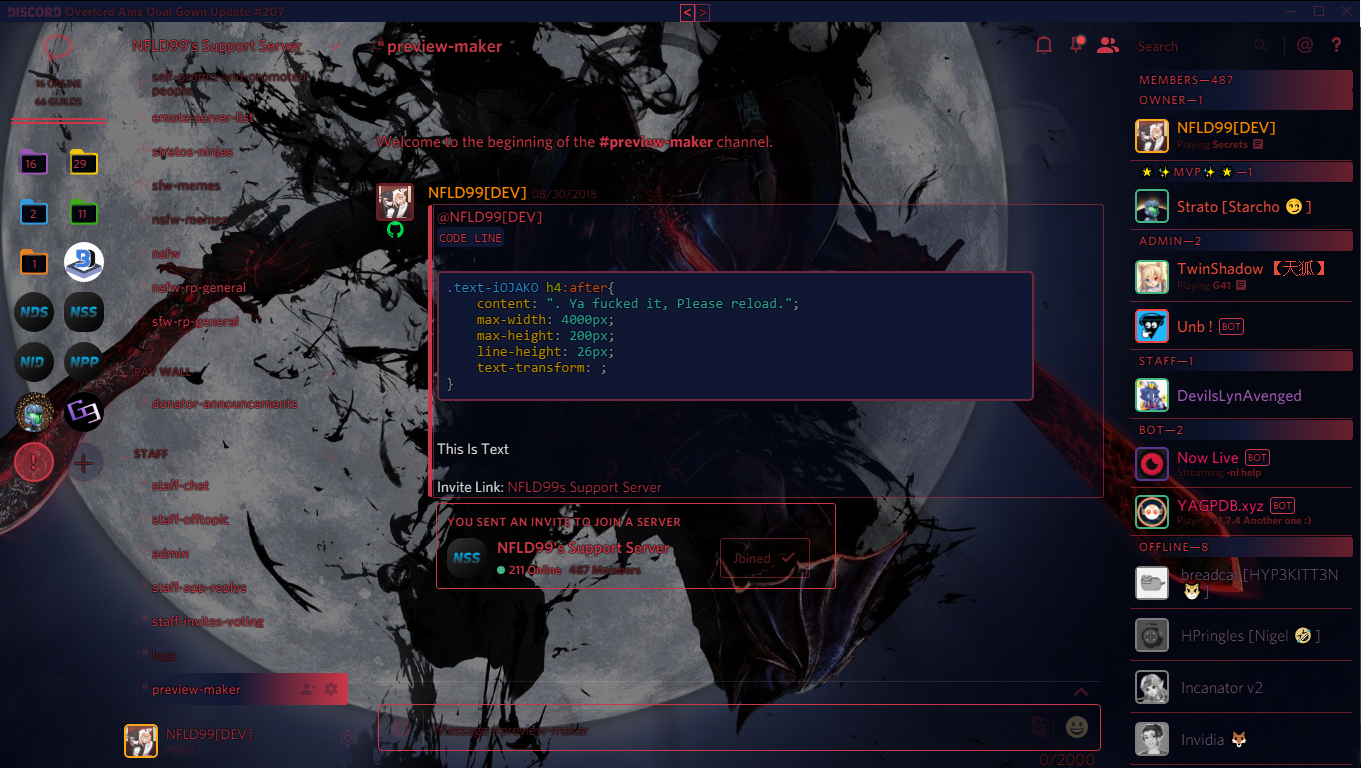 DISCORD Overlord Ainz Ooal Gown Update #207
< >
NFLD99's Support Server
preview-maker
Search
@ ?
16 ONLINE
66 GUILDS
16
29
2
11
1
NDS
NSS
NID
NPP
!
self-promo-and-promoted-
people
emote-server-list
stratos-ninjas
sfw-memes
nsfw-memes
nsfw
nsfw-rp-general
sfw-rp-general
PAY WALL
donator-announcements
STAFF
staff-chat
staff-offtopic
admin
staff-app-replys
staff-invites-voting
logs
preview-maker
NFLD99[DEV]
#0001
Welcome to the beginning of the #preview-maker channel.
NFLD99[DEV] 08/30/2018
@NFLD99[DEV]
CODE LINE
.text-iOJAKO h4:after{
content: ". Ya fucked it, Please reload.";
max-width: 4000px;
max-height: 200px;
line-height: 26px;
text-transform: ;
}
This Is Text
Invite Link: NFLD99s Support Server
YOU SENT AN INVITE TO JOIN A SERVER
NSS
NFLD99's Support Server
211 Online 487 Members
Joined
Message #preview-maker
0/2000
MEMBERS—487
OWNER—1
NFLD99[DEV]
Playing Secrets
⭐✨MVP✨⭐—1
Strato [Starcho 😏]
ADMIN—2
TwinShadow【天狐】
Playing G41
Unb ! BOT
STAFF—1
DevilsLynAvenged
BOT—2
Now Live BOT
Streaming -nl help
YAGPDB.xyz BOT
Playing v1.7.4 Another one :)
OFFLINE—8
breadcat [HYP3KITT3N
🐱]
HPringles [Nigel 🤣]
Incanator v2
Invidia 🦊